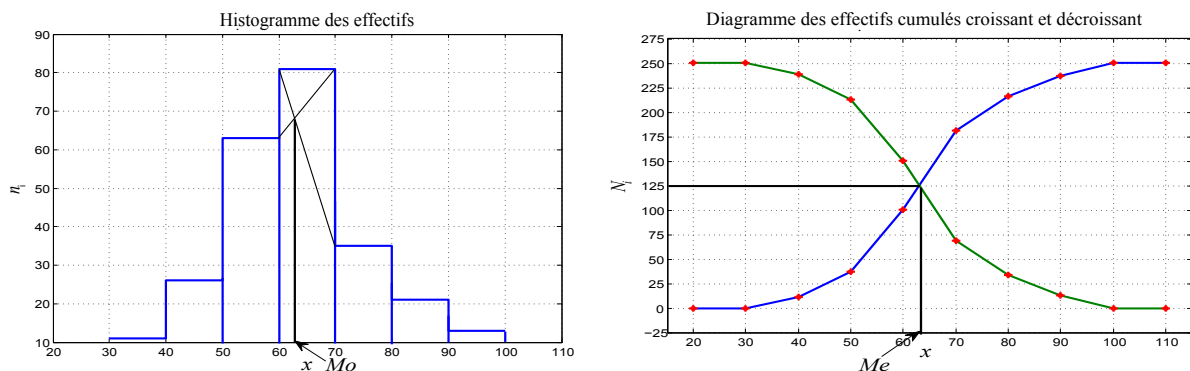 Histogramme des effectifs
90
80
70
60
50
40
30
20
10
n_i
20 30 40 50 60 70 80 90 100 110
x Mo
Diagramme des effectifs cumulés croissant et décroissant
275
250
225
200
175
150
125
100
75
50
25
0
−25
N_i
20 30 40 50 60 70 80 90 100 110
Me x